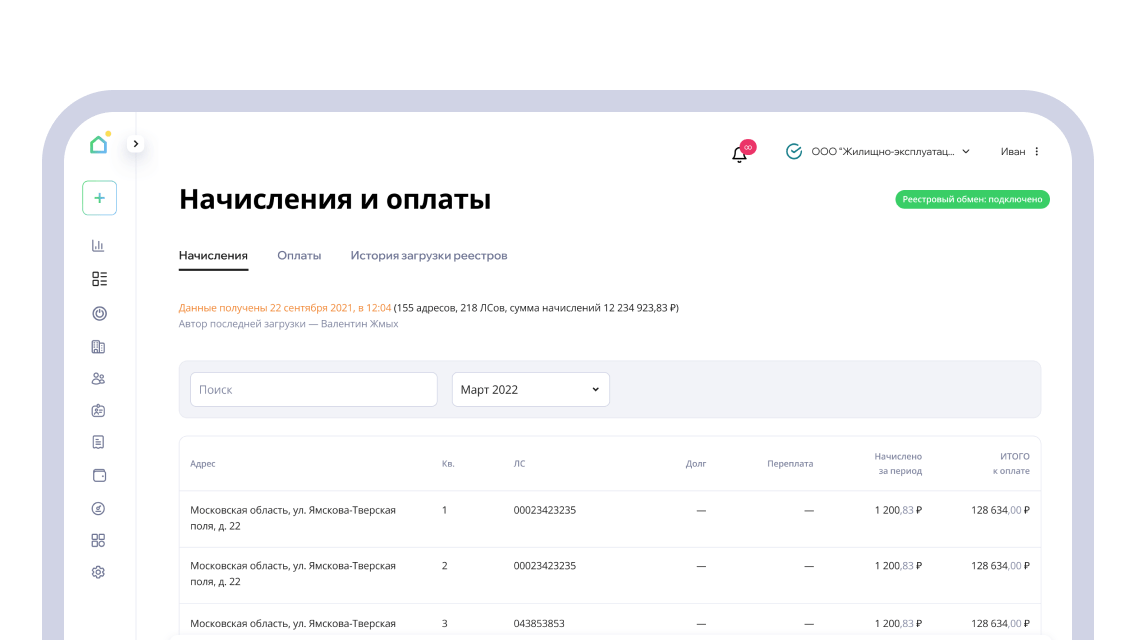 ∞
ООО "Жилищно-эксплуатац...
Иван
Начисления и оплаты
Реестровый обмен: подключено
Начисления
Оплаты
История загрузки реестров
Данные получены 22 сентября 2021, в 12:04 (155 адресов, 218 ЛСов, сумма начислений 12 234 923,83 ₽)
Автор последней загрузки — Валентин Жмых
Поиск
Март 2022
Адрес
Кв.
ЛС
Долг
Переплата
Начислено
за период
ИТОГО
к оплате
Московская область, ул. Ямскова-Тверская
поля, д. 22
1
00023423235
—
—
1 200,83 ₽
128 634,00 ₽
Московская область, ул. Ямскова-Тверская
поля, д. 22
2
00023423235
—
—
1 200,83 ₽
128 634,00 ₽
Московская область, ул. Ямскова-Тверская
3
043853853
—
—
1 200,83 ₽
128 634,00 ₽